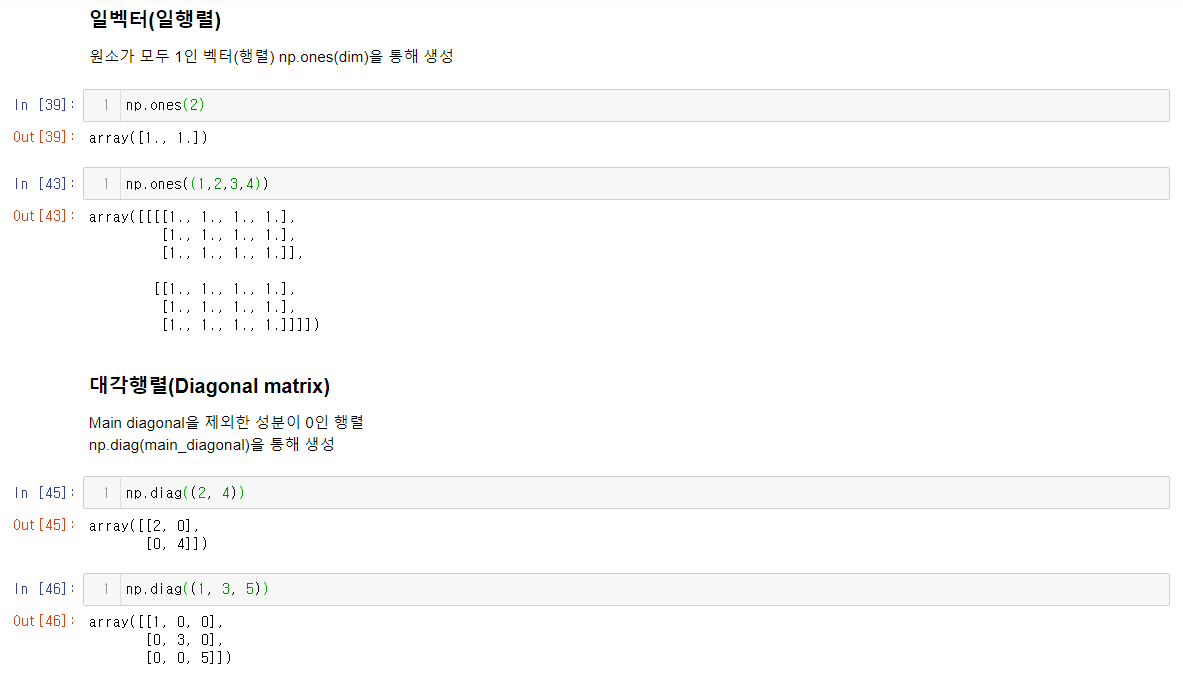 일벡터(일행렬)
원소가 모두 1인 벡터(행렬) np.ones(dim)을 통해 생성
In [39]: 1 np.ones(2)
Out[39]: array([1., 1.])
In [43]: 1 np.ones((1,2,3,4))
Out[43]: array([[[[1., 1., 1., 1.],
[1., 1., 1., 1.],
[1., 1., 1., 1.]],
[[1., 1., 1., 1.],
[1., 1., 1., 1.],
[1., 1., 1., 1.]]]])
대각행렬(Diagonal matrix)
Main diagonal을 제외한 성분이 0인 행렬
np.diag(main_diagonal)을 통해 생성
In [45]: 1 np.diag((2, 4))
Out[45]: array([[2, 0],
[0, 4]])
In [46]: 1 np.diag((1, 3, 5))
Out[46]: array([[1, 0, 0],
[0, 3, 0],
[0, 0, 5]])